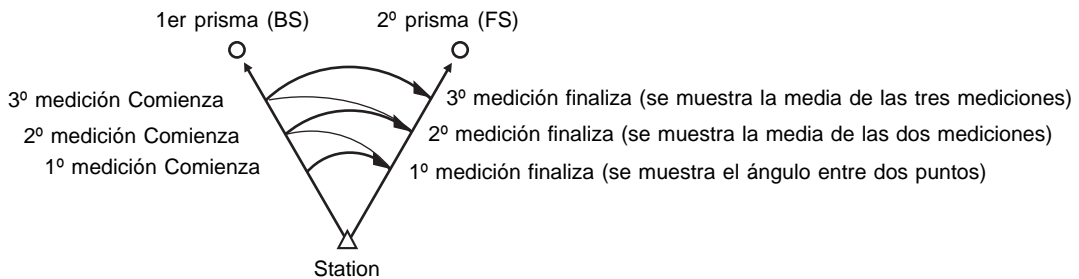 1er prisma (BS)
2º prisma (FS)
3º medición Comienza
3º medición finaliza (se muestra la media de las tres mediciones)
2º medición Comienza
2º medición finaliza (se muestra la media de las dos mediciones)
1º medición Comienza
1º medición finaliza (se muestra el ángulo entre dos puntos)
Station